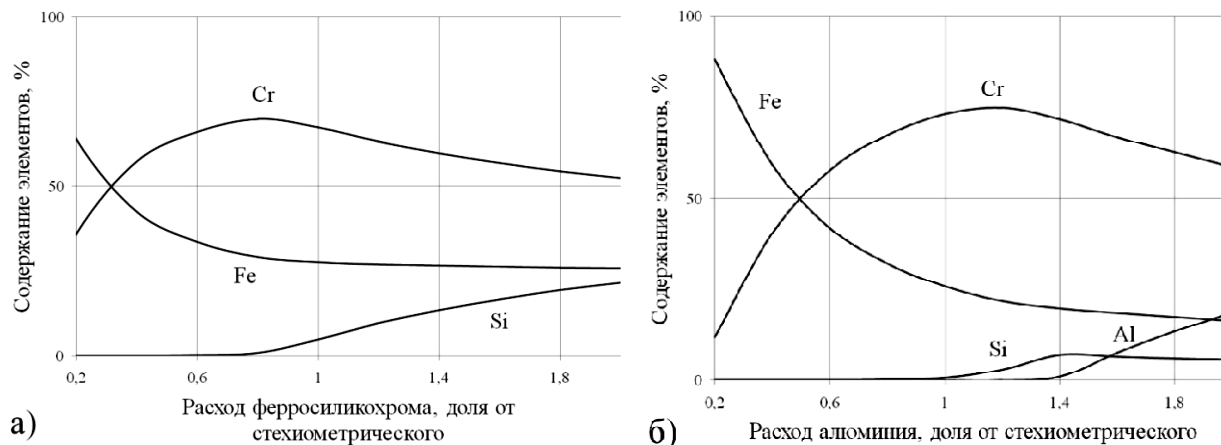 100
Содержание элементов, %
50
0
Cr
Fe
Si
0,2
0,6
1
1,4
1,8
а)
Расход ферросиликохрома, доля от
стехиометрического
100
Содержание элементов, %
50
0
Fe
Cr
Si
Al
0,2
0,6
1
1,4
1,8
б)
Расход алюминия, доля от стехиометрического